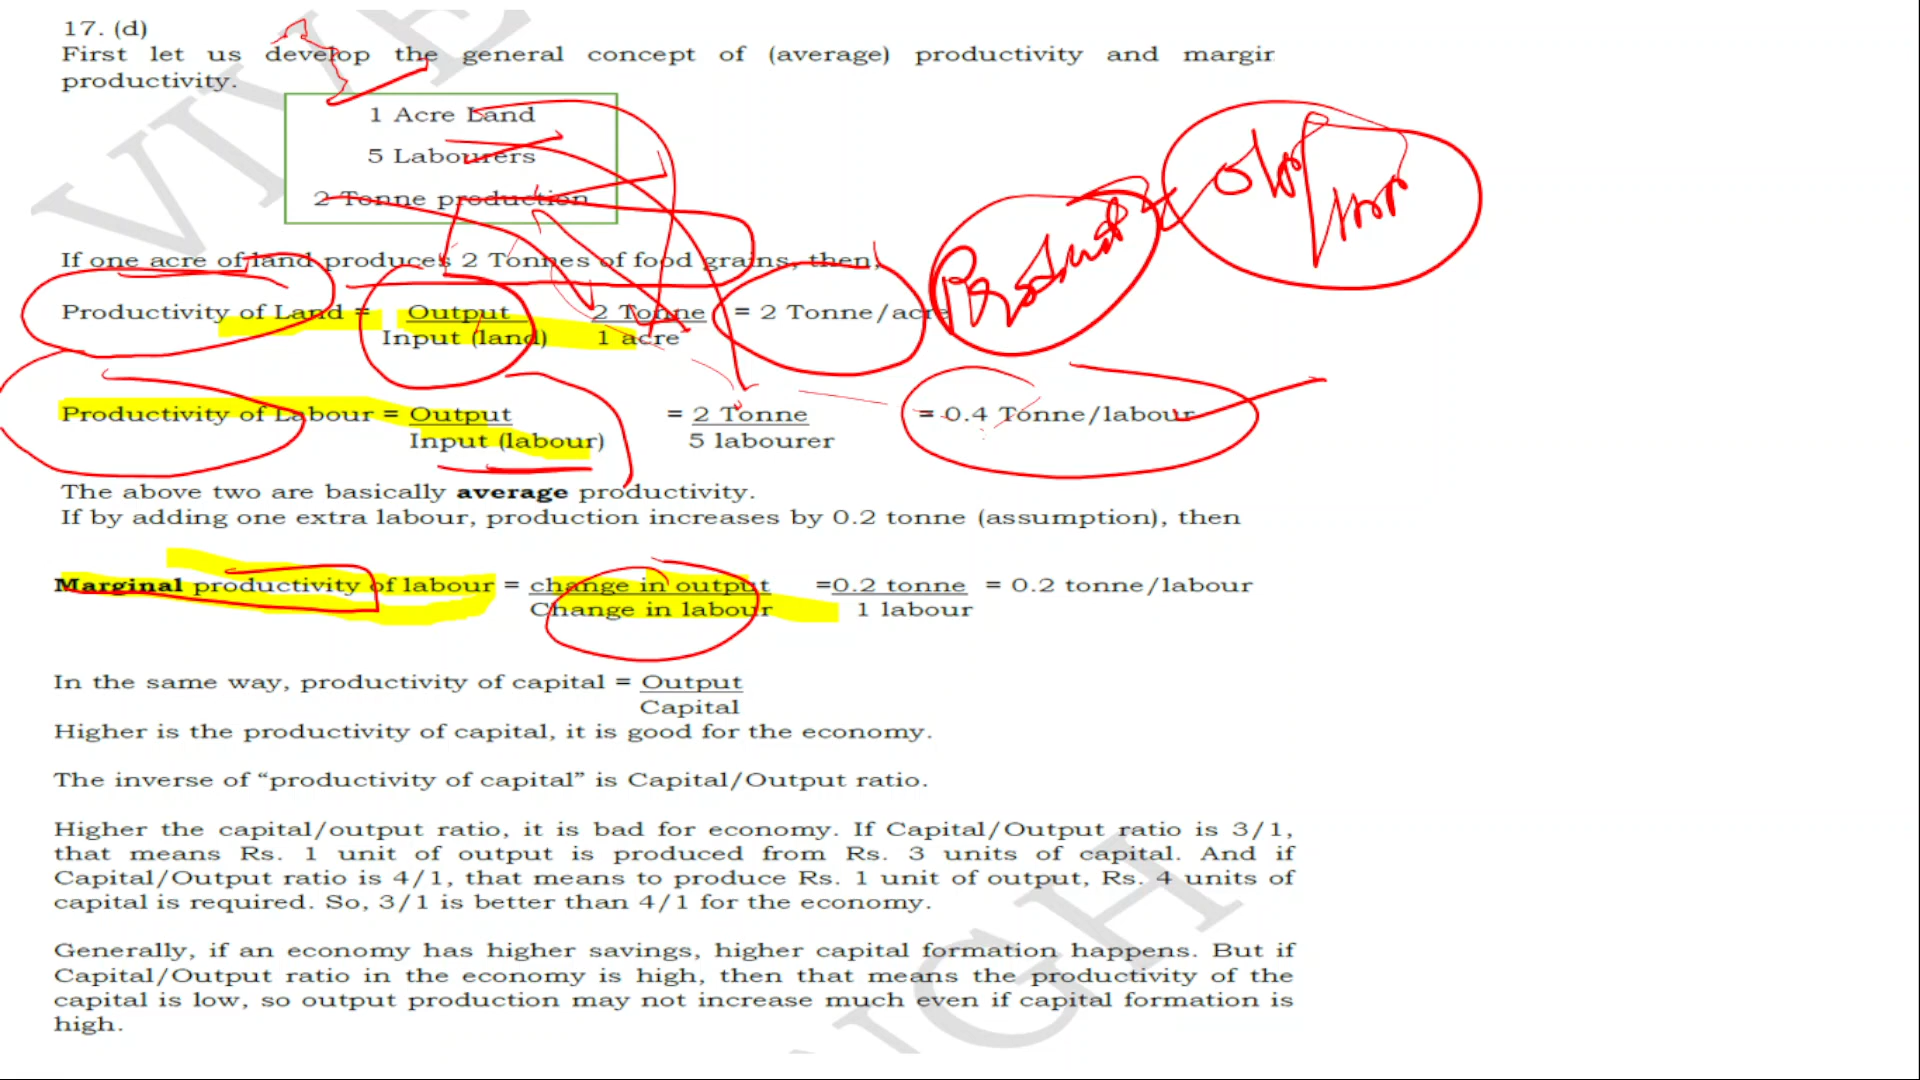 17. (d)
First let us develop the general concept of (average) productivity and margir
productivity.
1 Acre Land
5 Labourers
2 Tonne production
If one acre of land produces 2 Tonnes of food grains, then,
Productivity of Land = Output 2 Tonne = 2 Tonne/acre
Input (land) 1 acre
Productivity of Labour = Output = 2 Tonne = 0.4 Tonne/labour
Input (labour) 5 labourer
The above two are basically average productivity.
If by adding one extra labour, production increases by 0.2 tonne (assumption), then
Marginal productivity of labour = change in output =0.2 tonne = 0.2 tonne/labour
Change in labour 1 labour
In the same way, productivity of capital = Output
Capital
Higher is the productivity of capital, it is good for the economy.
The inverse of “productivity of capital” is Capital/Output ratio.
Higher the capital/output ratio, it is bad for economy. If Capital/Output ratio is 3/1,
that means Rs. 1 unit of output is produced from Rs. 3 units of capital. And if
Capital/Output ratio is 4/1, that means to produce Rs. 1 unit of output, Rs. 4 units of
capital is required. So, 3/1 is better than 4/1 for the economy.
Generally, if an economy has higher savings, higher capital formation happens. But if
Capital/Output ratio in the economy is high, then that means the productivity of the
capital is low, so output production may not increase much even if capital formation is
high.